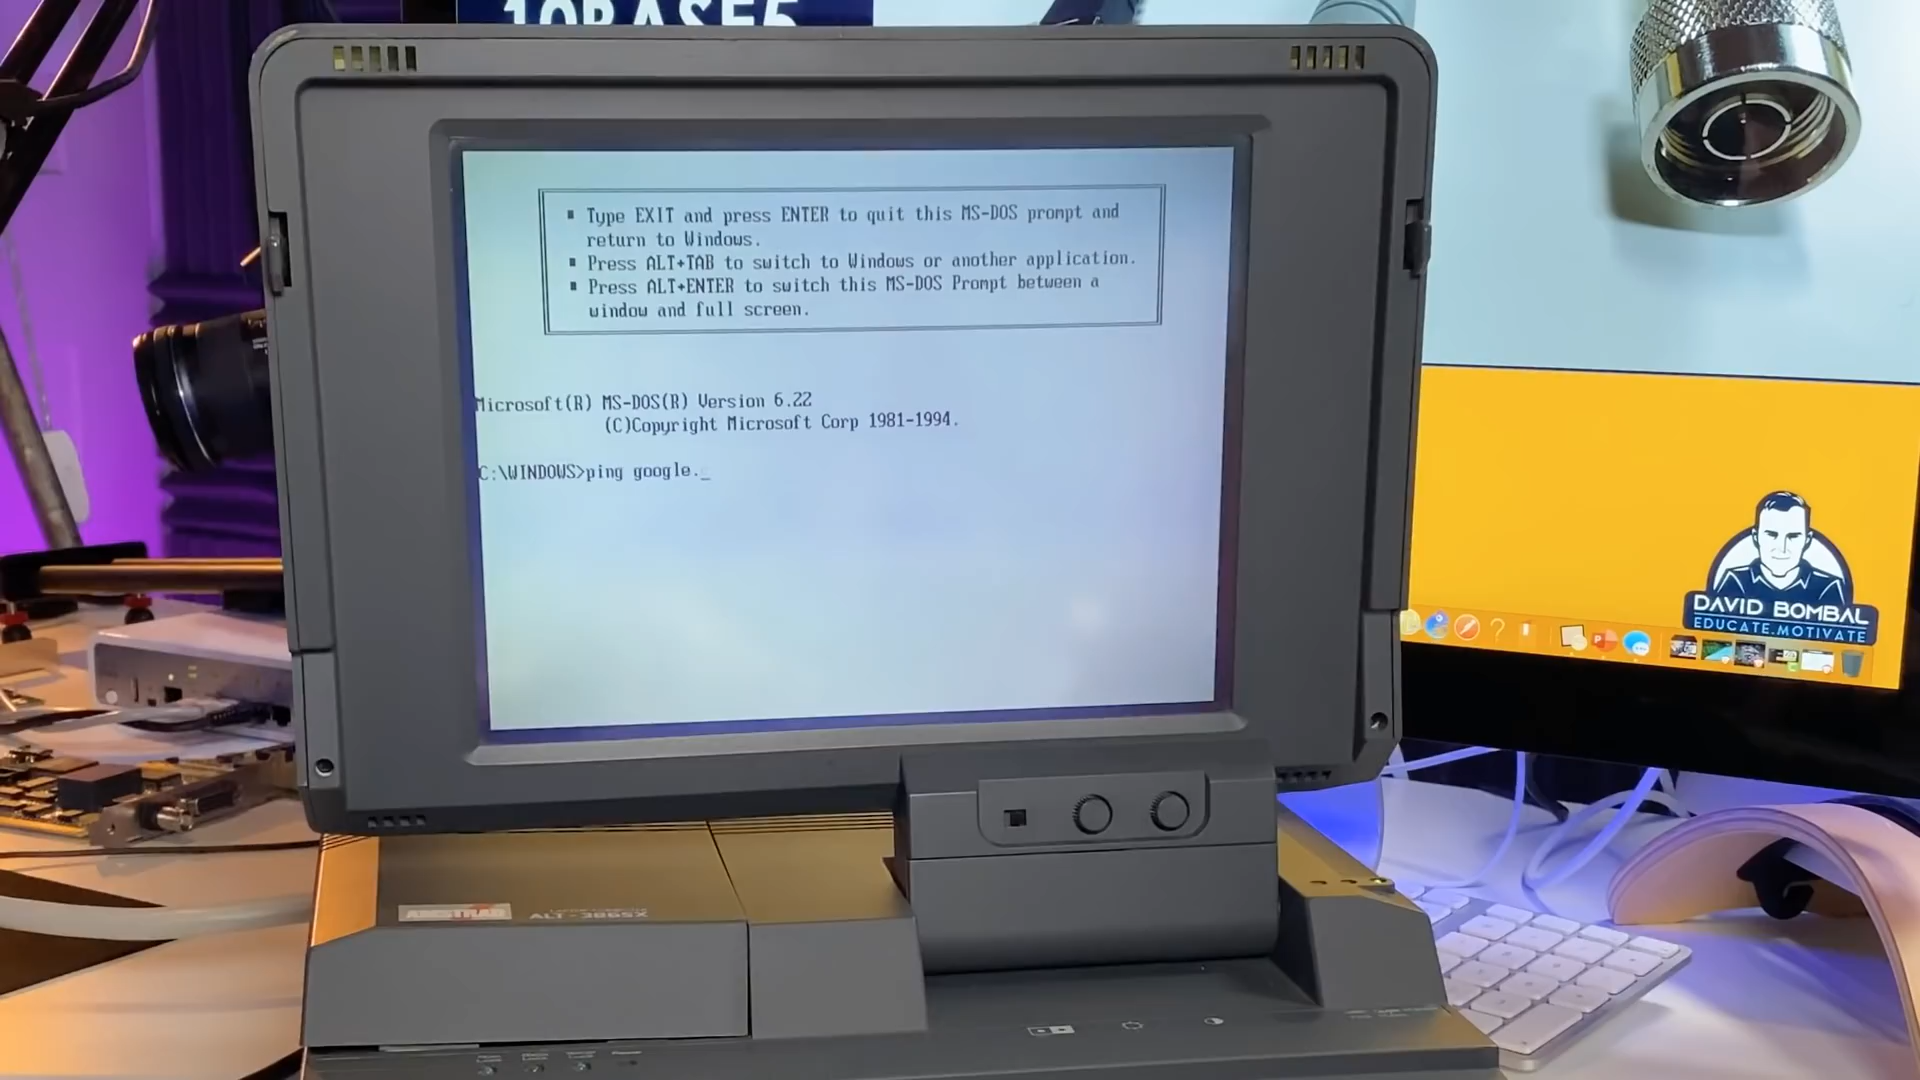 10BASE5
Type EXIT and press ENTER to quit this MS-DOS prompt and
return to Windows.
Press ALT+TAB to switch to Windows or another application.
Press ALT+ENTER to switch this MS-DOS Prompt between a
window and full screen.
Microsoft(R) MS-DOS(R) Version 6.22
(C)Copyright Microsoft Corp 1981-1994.
C:\WINDOWS>ping google._
DAVID BOMBAL
EDUCATE.MOTIVATE
AMSTRAD
ALT-386SX